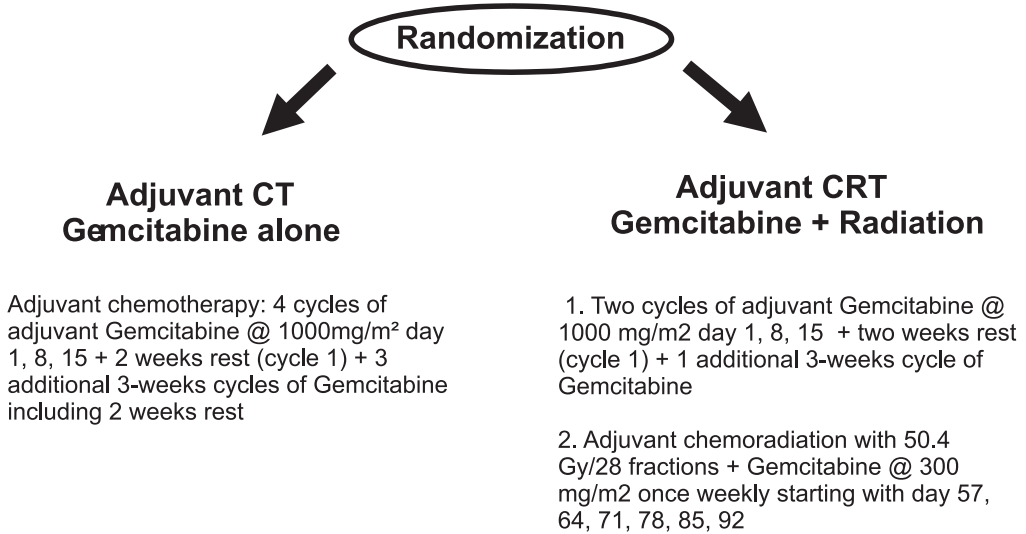 Randomization
Adjuvant CT
Gemcitabine alone
Adjuvant chemotherapy: 4 cycles of
adjuvant Gemcitabine @ 1000mg/m² day
1, 8, 15 + 2 weeks rest (cycle 1) + 3
additional 3-weeks cycles of Gemcitabine
including 2 weeks rest
Adjuvant CRT
Gemcitabine + Radiation
1. Two cycles of adjuvant Gemcitabine @
1000 mg/m2 day 1, 8, 15 + two weeks rest
(cycle 1) + 1 additional 3-weeks cycle of
Gemcitabine
2. Adjuvant chemoradiation with 50.4
Gy/28 fractions + Gemcitabine @ 300
mg/m2 once weekly starting with day 57,
64, 71, 78, 85, 92